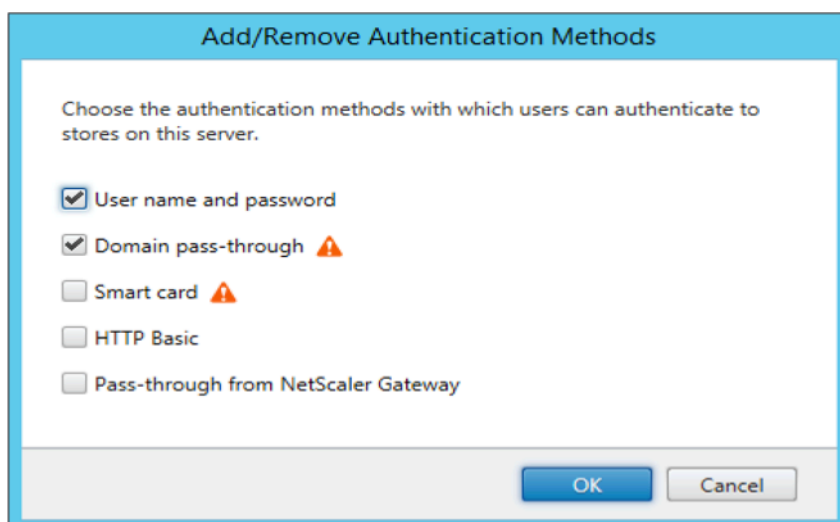 Add/Remove Authentication Methods
Choose the authentication methods with which users can authenticate to
stores on this server.
User name and password
Domain pass-through
Smart card
HTTP Basic
Pass-through from NetScaler Gateway
OK Cancel